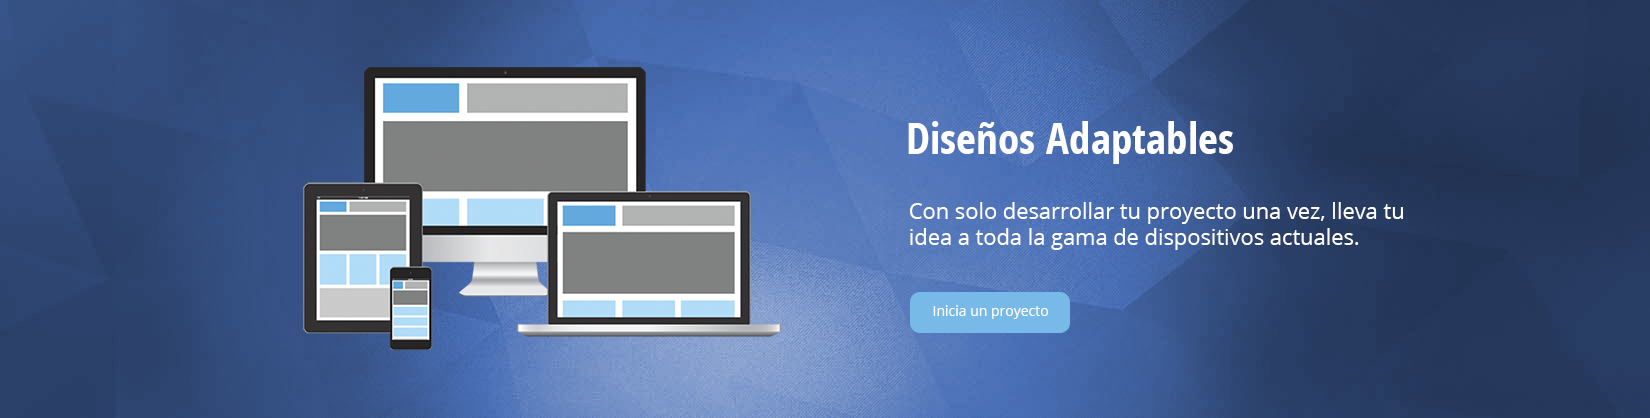 Diseños Adaptables
Con solo desarrollar tu proyecto una vez, lleva tu
idea a toda la gama de dispositivos actuales.
Inicia un proyecto